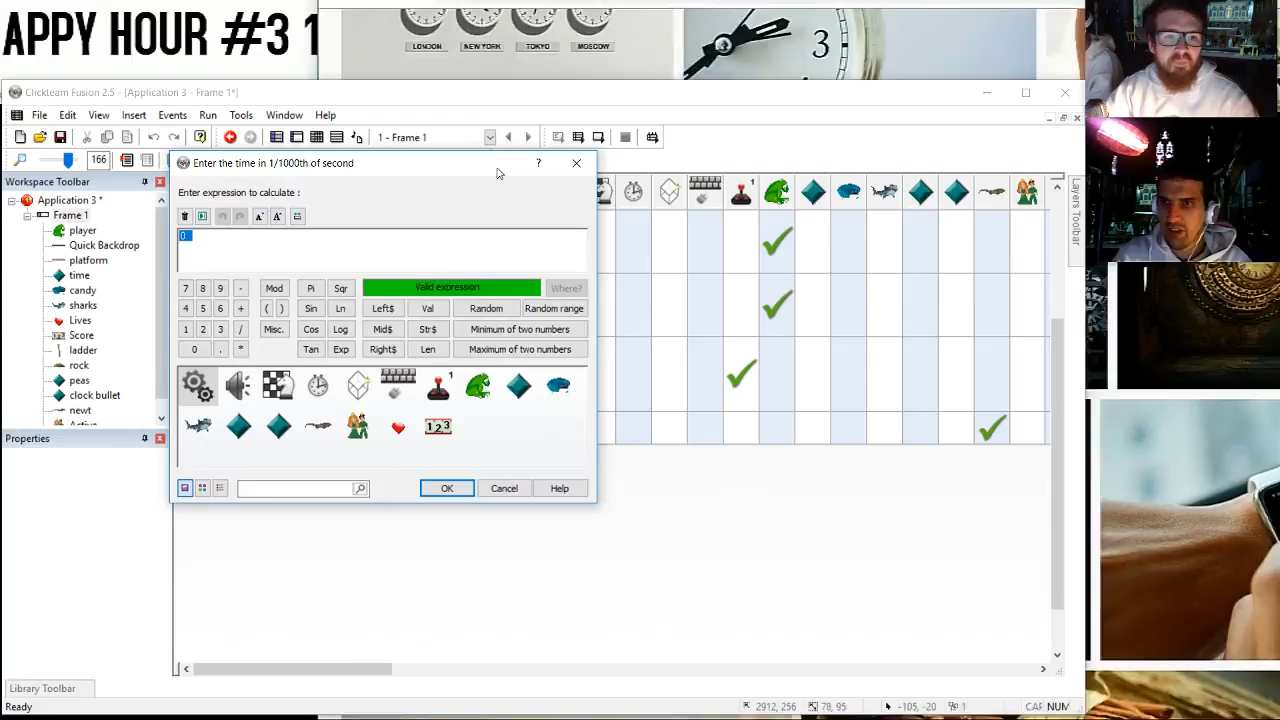 APPY HOUR #3 1
LONDON NEW YORK TOKYO MOSCOW
3
Clickteam Fusion 2.5 - [Application 3 - Frame 1*]
File Edit View Insert Events Run Tools Window Help
1 - Frame 1
166
Workspace Toolbar
Application 3 *
Frame 1
player
Quick Backdrop
platform
time
candy
sharks
Lives
Score
ladder
rock
peas
clock bullet
newt
Properties
Library Toolbar
Ready
Enter the time in 1/1000th of second
?
Enter expression to calculate :
0
7 8 9 - Mod Pi Sqr Valid expression Where?
4 5 6 + ( ) Sin Ln Left$ Val Random Random range
1 2 3 / Misc. Cos Log Mid$ Str$ Minimum of two numbers
0 . * Tan Exp Right$ Len Maximum of two numbers
1
123
OK Cancel Help
1
Layers Toolbar
2912, 256 78, 95 -105, -20 1 CAP NUM